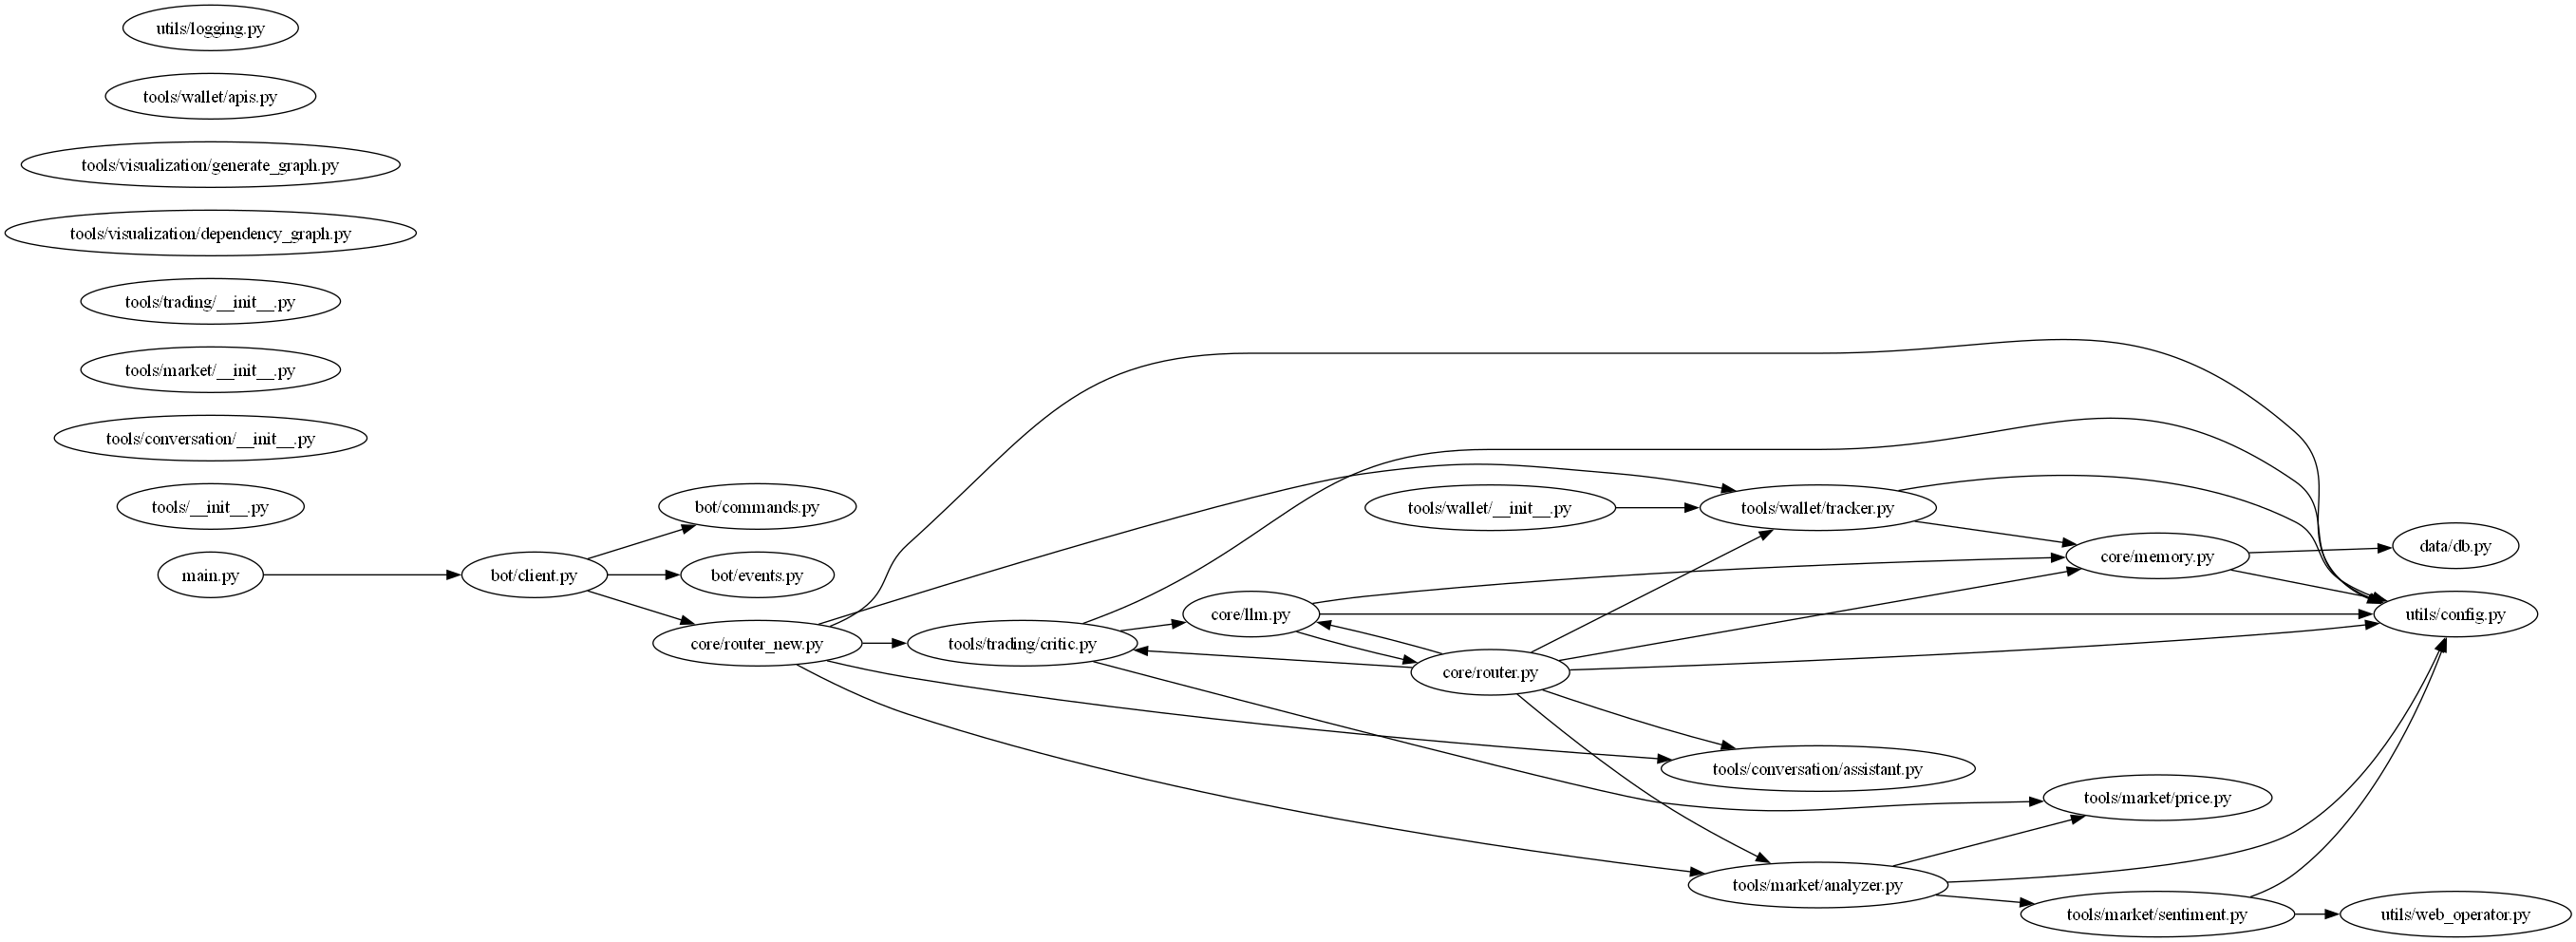 utils/logging.py
tools/wallet/apis.py
tools/visualization/generate_graph.py
tools/visualization/dependency_graph.py
tools/trading/__init__.py
tools/market/__init__.py
tools/conversation/__init__.py
tools/__init__.py
main.py
bot/client.py
bot/commands.py
bot/events.py
core/router_new.py
tools/trading/critic.py
core/llm.py
tools/wallet/__init__.py
core/router.py
tools/wallet/tracker.py
tools/conversation/assistant.py
tools/market/analyzer.py
core/memory.py
tools/market/price.py
tools/market/sentiment.py
data/db.py
utils/config.py
utils/web_operator.py